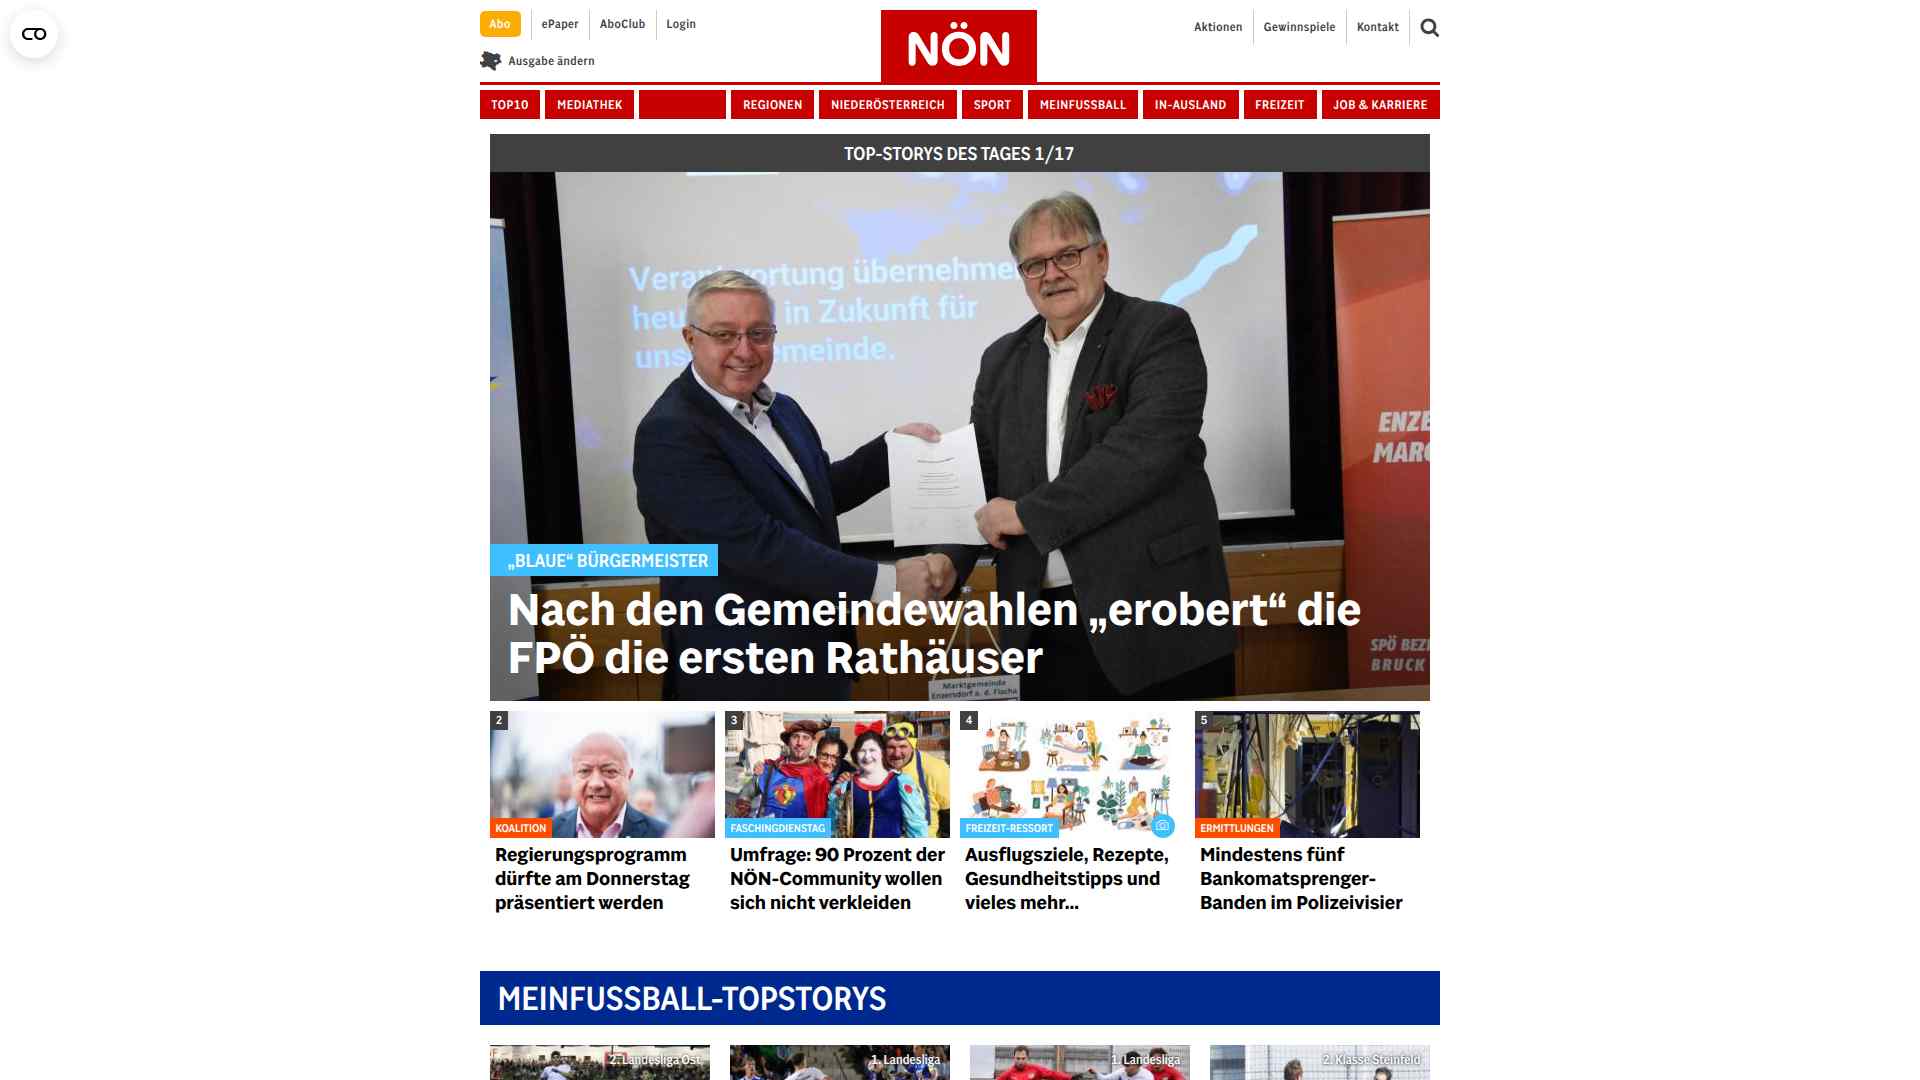 Abo
ePaper
AboClub
Login
Ausgabe ändern
NÖN
Aktionen
Gewinnspiele
Kontakt
TOP10
MEDIATHEK
REGIONEN
NIEDERÖSTERREICH
SPORT
MEINFUSSBALL
IN-AUSLAND
FREIZEIT
JOB & KARRIERE
TOP-STORYS DES TAGES 1/17
Verantwortung übernehmen
heu in Zukunft für
uns emeinde.
ENZE
MARC
SPÖ BEZI
BRUCK
„BLAUE“ BÜRGERMEISTER
Nach den Gemeindewahlen „erobert“ die
FPÖ die ersten Rathäuser
Marktgemeinde
Enzersdorf a. d. Fischa
2
KOALITION
Regierungsprogramm
dürfte am Donnerstag
präsentiert werden
3
FASCHINGDIENSTAG
Umfrage: 90 Prozent der
NÖN-Community wollen
sich nicht verkleiden
4
FREIZEIT-RESSORT
Ausflugsziele, Rezepte,
Gesundheitstipps und
vieles mehr...
5
ERMITTLUNGEN
Mindestens fünf
Bankomatsprenger-
Banden im Polizeivisier
MEINFUSSBALL-TOPSTORYS
2. Landesliga Ost
1. Landesliga
1. Landesliga
2. Klasse Steinfeld